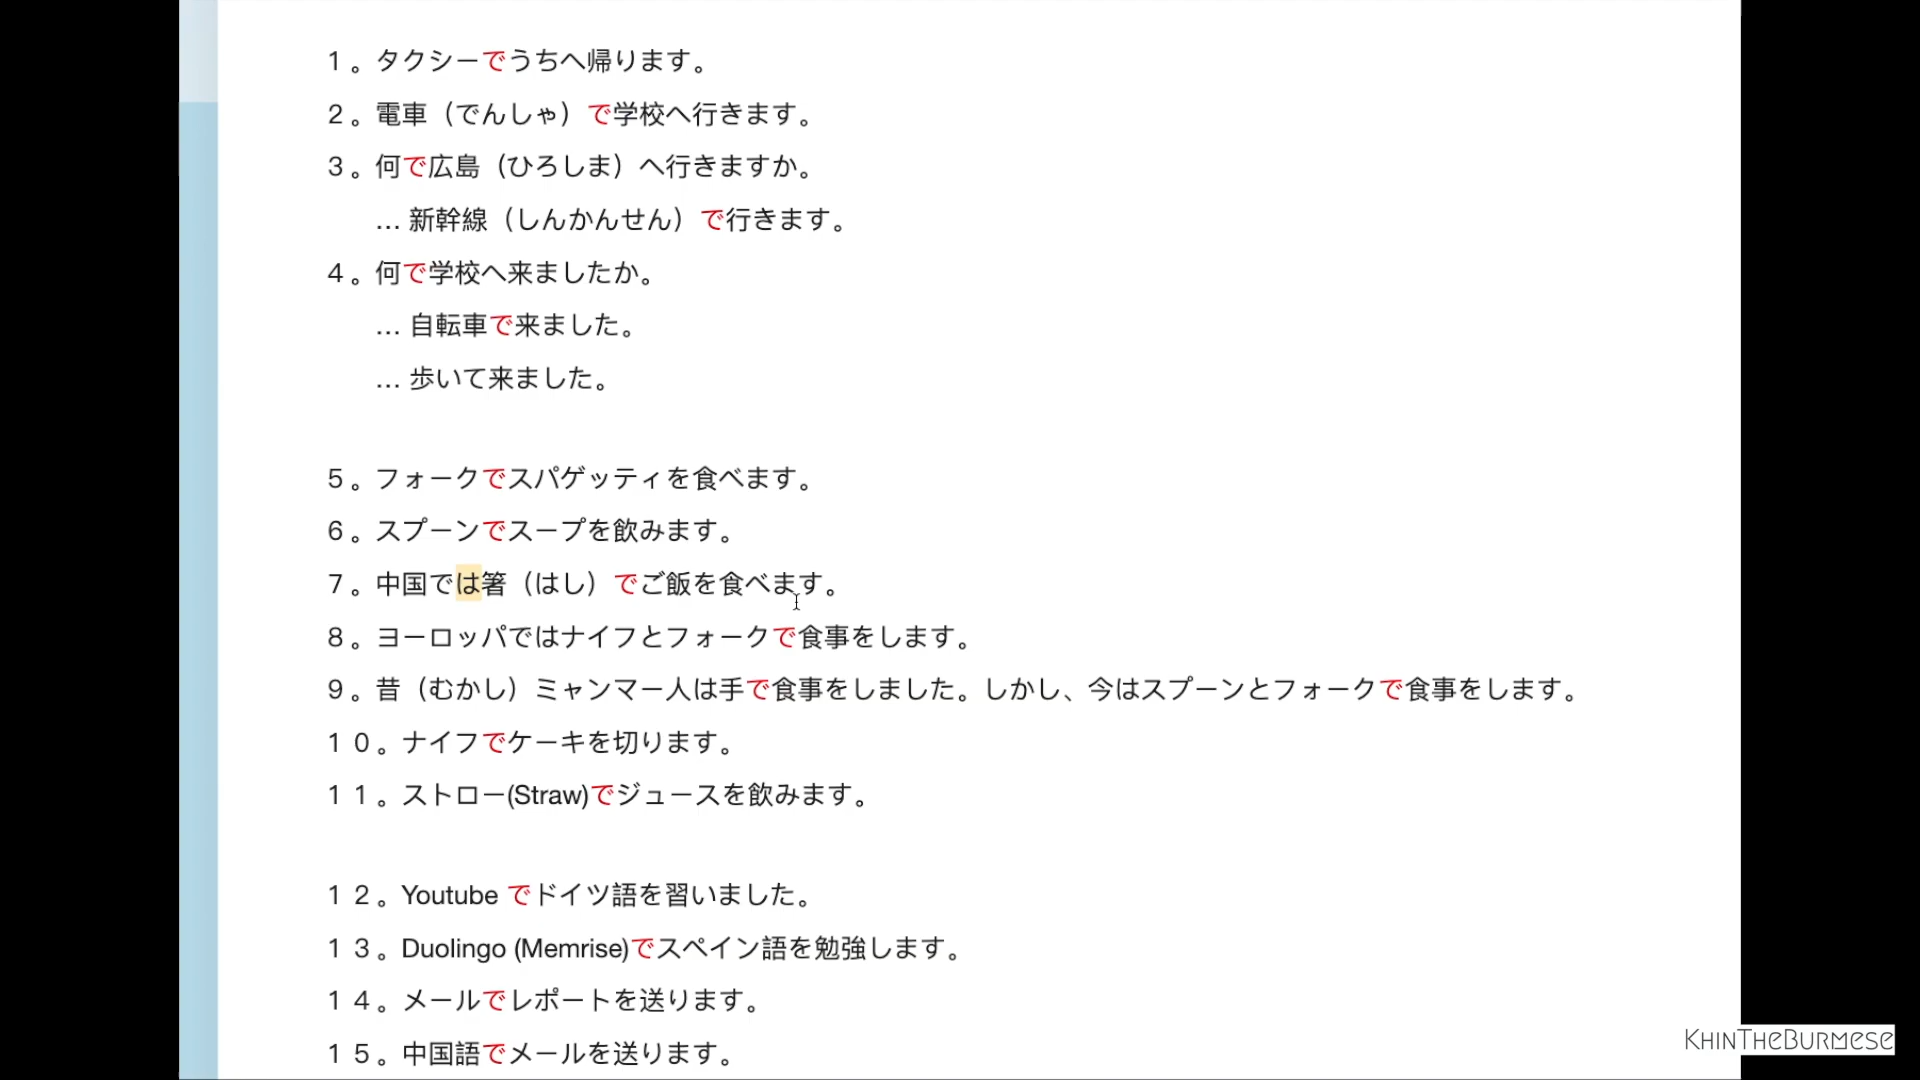 1。タクシーでうちへ帰ります。
2。電車（でんしゃ）で学校へ行きます。
3。何で広島（ひろしま）へ行きますか。
… 新幹線（しんかんせん）で行きます。
4。何で学校へ来ましたか。
… 自転車で来ました。
… 歩いて来ました。
5。フォークでスパゲッティを食べます。
6。スプーンでスープを飲みます。
7。中国では箸（はし）でご飯を食べます。
8。ヨーロッパではナイフとフォークで食事をします。
9。昔（むかし）ミャンマー人は手で食事をしました。しかし、今はスプーンとフォークで食事をします。
10。ナイフでケーキを切ります。
11。ストロー(Straw)でジュースを飲みます。
12。Youtube でドイツ語を習いました。
13。Duolingo (Memrise)でスペイン語を勉強します。
14。メールでレポートを送ります。
15。中国語でメールを送ります。
KHINTHEBURMESE